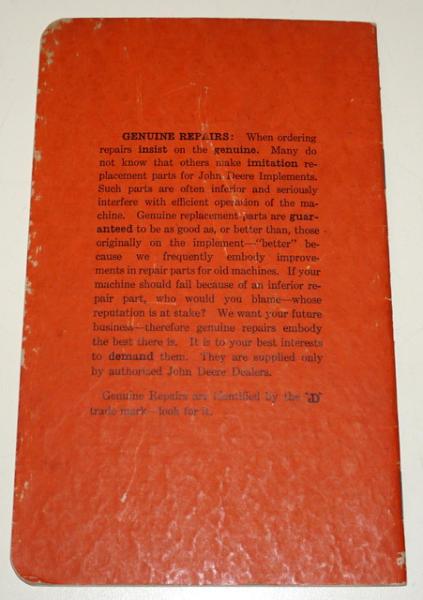 GENUINE REPAIRS: When ordering
repairs insist on the genuine. Many do
not know that others make imitation re-
placement parts for John Deere Implements.
Such parts are often inferior and seriously
interfere with efficient operation of the ma-
chine. Genuine replacement parts are guar-
anteed to be as good as, or better than, those
originally on the implement—"better" be-
cause we frequently embody improve-
ments in repair parts for old machines. If your
machine should fail because of an inferior re-
pair part, who would you blame—whose
reputation is at stake? We want your future
business—therefore genuine repairs embody
the best there is. It is to your best interests
to demand them. They are supplied only
by authorized John Deere Dealers.
Genuine Repairs are identified by the "JD"
trade mark—look for it.